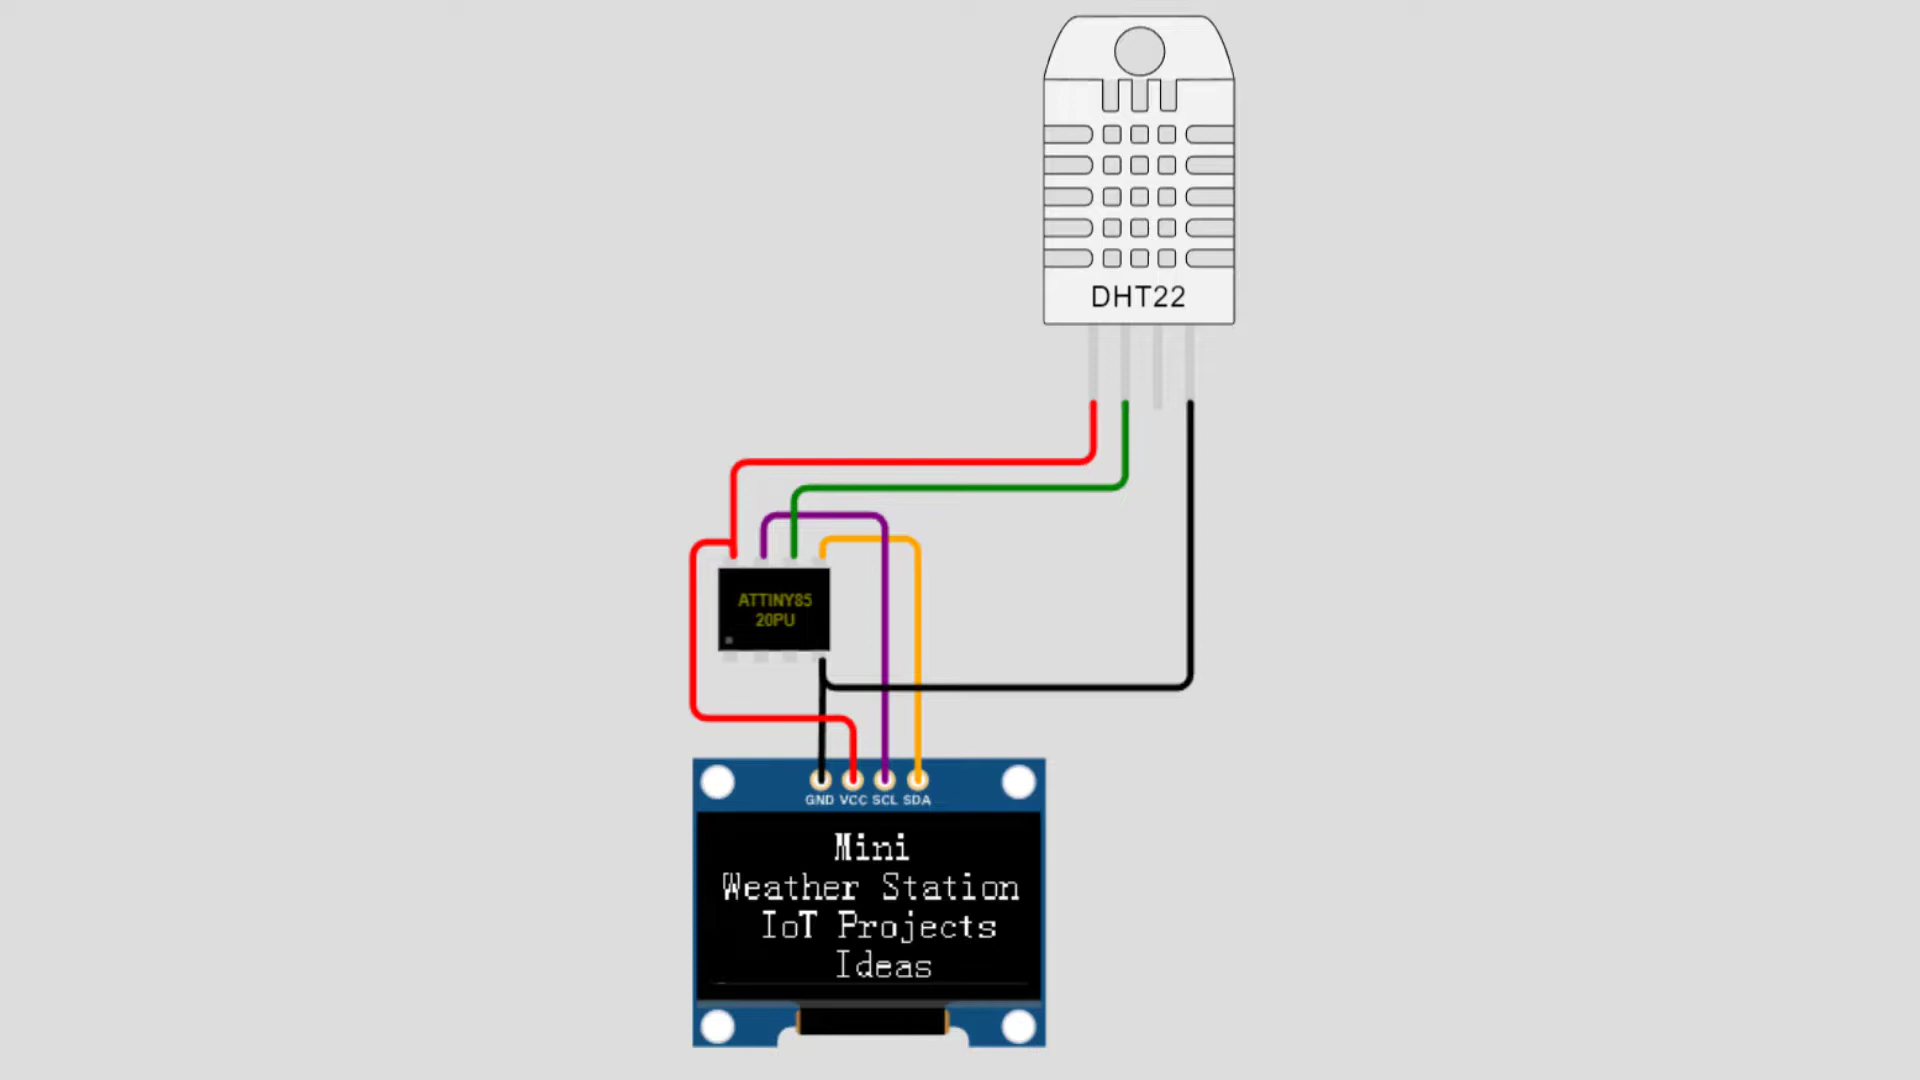 DHT22
ATTINY85
20PU
GND VCC SCL SDA
Mini
Weather Station
IoT Projects
Ideas